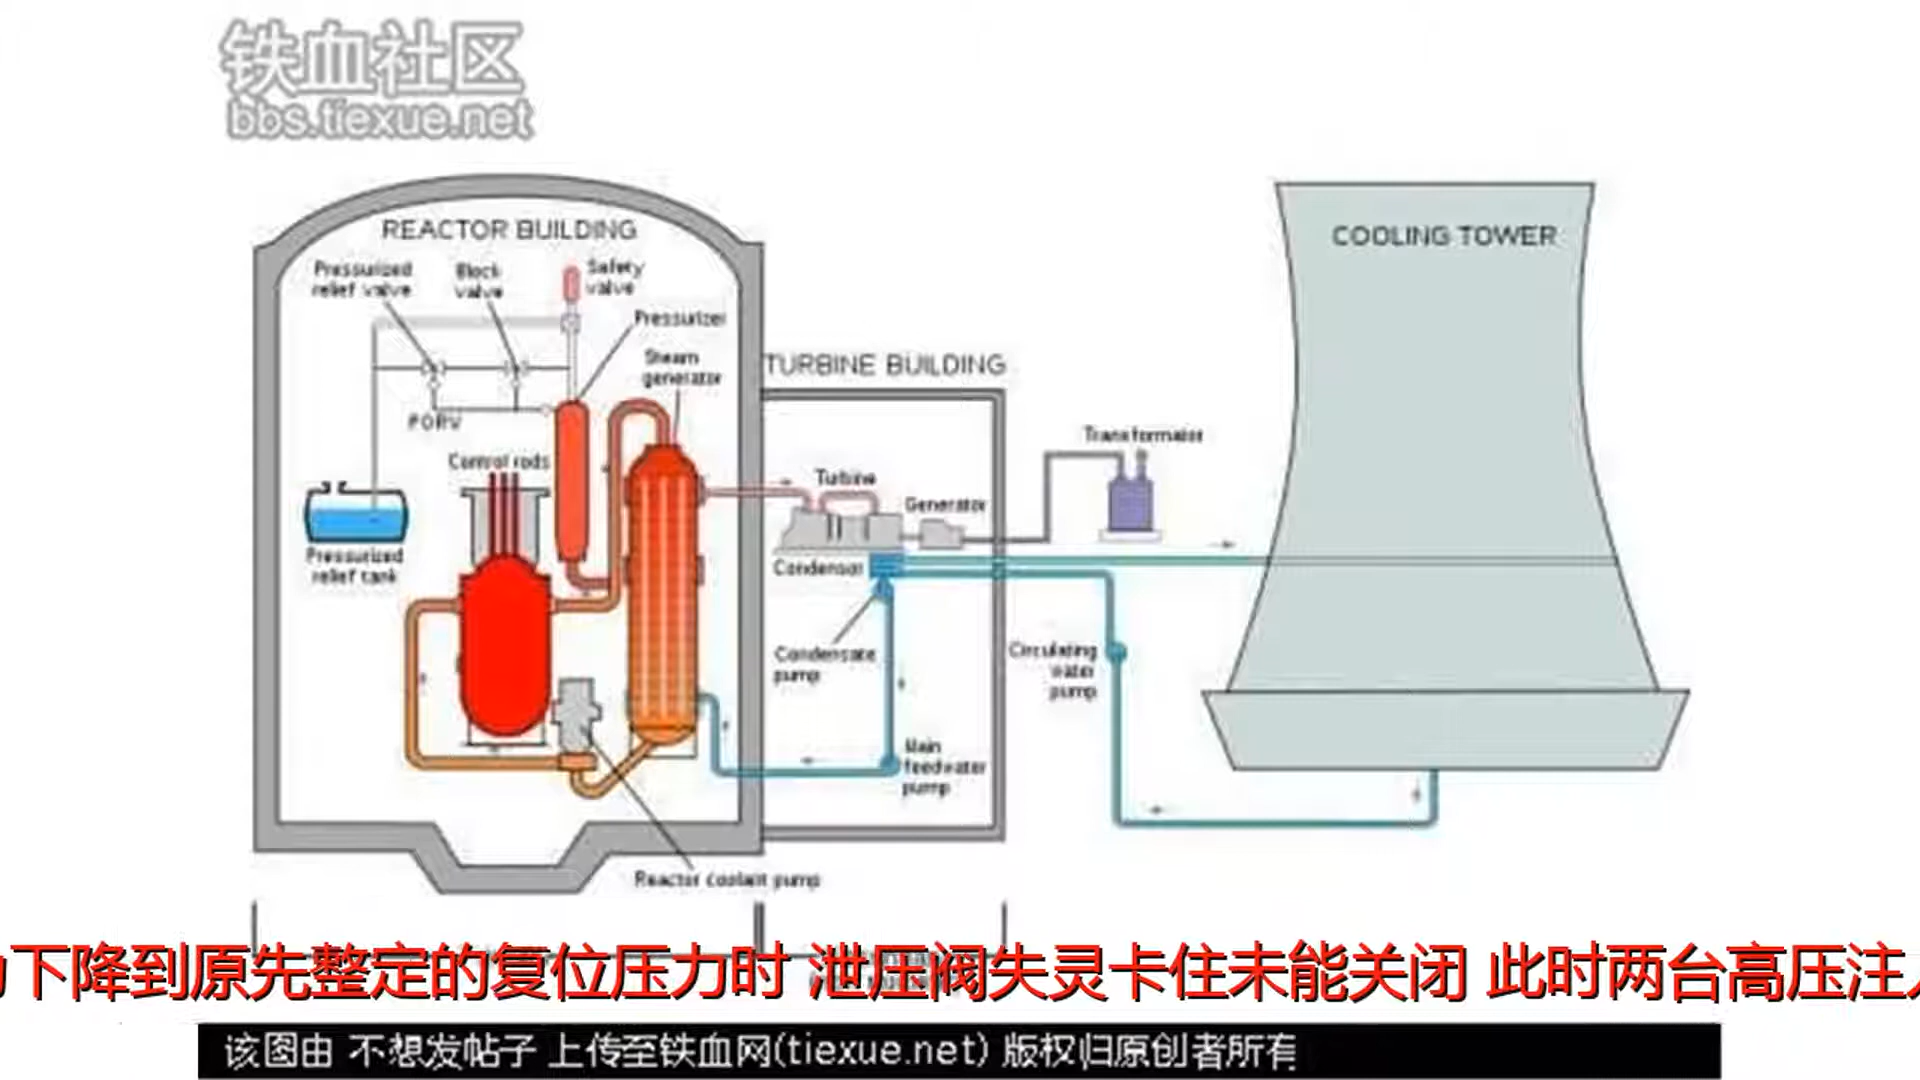 铁血社区
bbs.tiexue.net
REACTOR BUILDING
COOLING TOWER
Pressurized
relief valve
Block
valve
Safety
valve
Pressurizer
Steam
generator
TURBINE BUILDING
PORV
Control rods
Transformator
Turbine
Generator
Pressurized
relief tank
Condensor
Condensate
pump
Circulating
water
pump
Main
feedwater
pump
Reactor coolant pump
下降到原先整定的复位压力时 泄压阀失灵卡住未能关闭 此时两台高压注
该图由 不想发帖子 上传至铁血网(tiexue.net) 版权归原创者所有